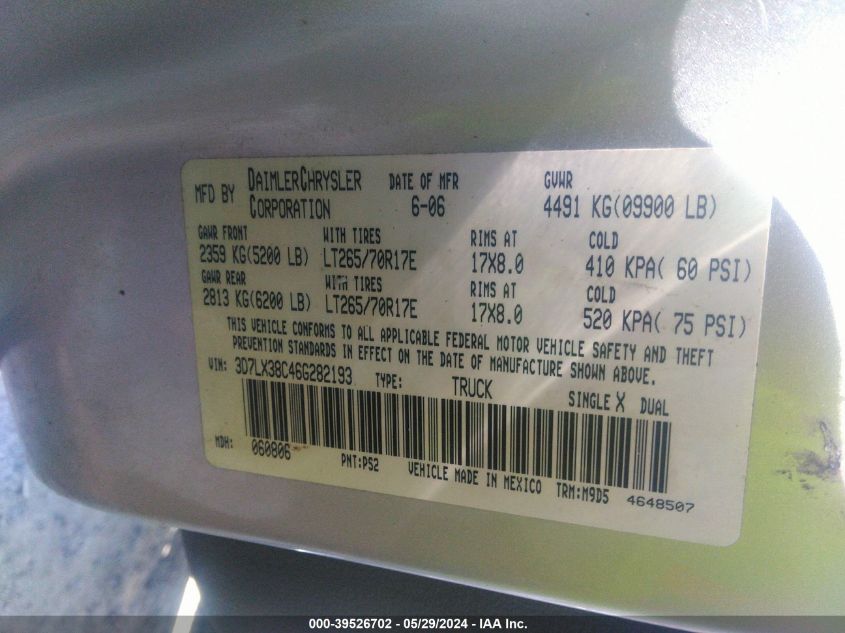 MFD BY DAIMLERCHRYSLER CORPORATION DATE OF MFR 6-06 GVWR 4491 KG(09900 LB)
GAWR FRONT WITH TIRES RIMS AT COLD
2359 KG(5200 LB) LT265/70R17E 17X8.0 410 KPA( 60 PSI)
GAWR REAR WITH TIRES RIMS AT COLD
2813 KG(6200 LB) LT265/70R17E 17X8.0 520 KPA( 75 PSI)
THIS VEHICLE CONFORMS TO ALL APPLICABLE FEDERAL MOTOR VEHICLE SAFETY AND THEFT
PREVENTION STANDARDS IN EFFECT ON THE DATE OF MANUFACTURE SHOWN ABOVE.
VIN: 3D7LX38C46G282193 TYPE: TRUCK SINGLE X DUAL
MDH: 060806 PNT:PS2 VEHICLE MADE IN MEXICO TRM:M9D5 4648507
000-39526702 - 05/29/2024 - IAA Inc.